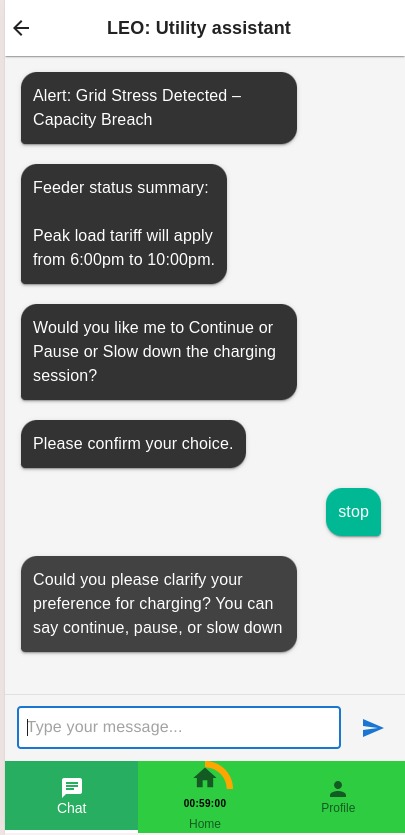 LEO: Utility assistant
Alert: Grid Stress Detected –
Capacity Breach
Feeder status summary:
Peak load tariff will apply
from 6:00pm to 10:00pm.
Would you like me to Continue or
Pause or Slow down the charging
session?
Please confirm your choice.
stop
Could you please clarify your
preference for charging? You can
say continue, pause, or slow down
Type your message...
Chat
00:59:00
Home
Profile